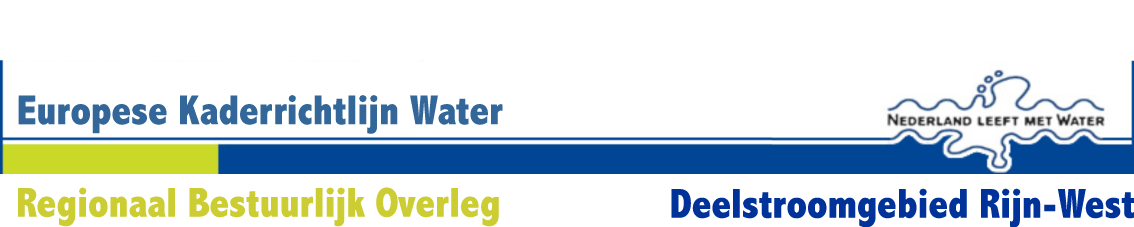 Europese Kaderrichtlijn Water
NEDERLAND LEEFT MET WATER
Regionaal Bestuurlijk Overleg
Deelstroomgebied Rijn-West